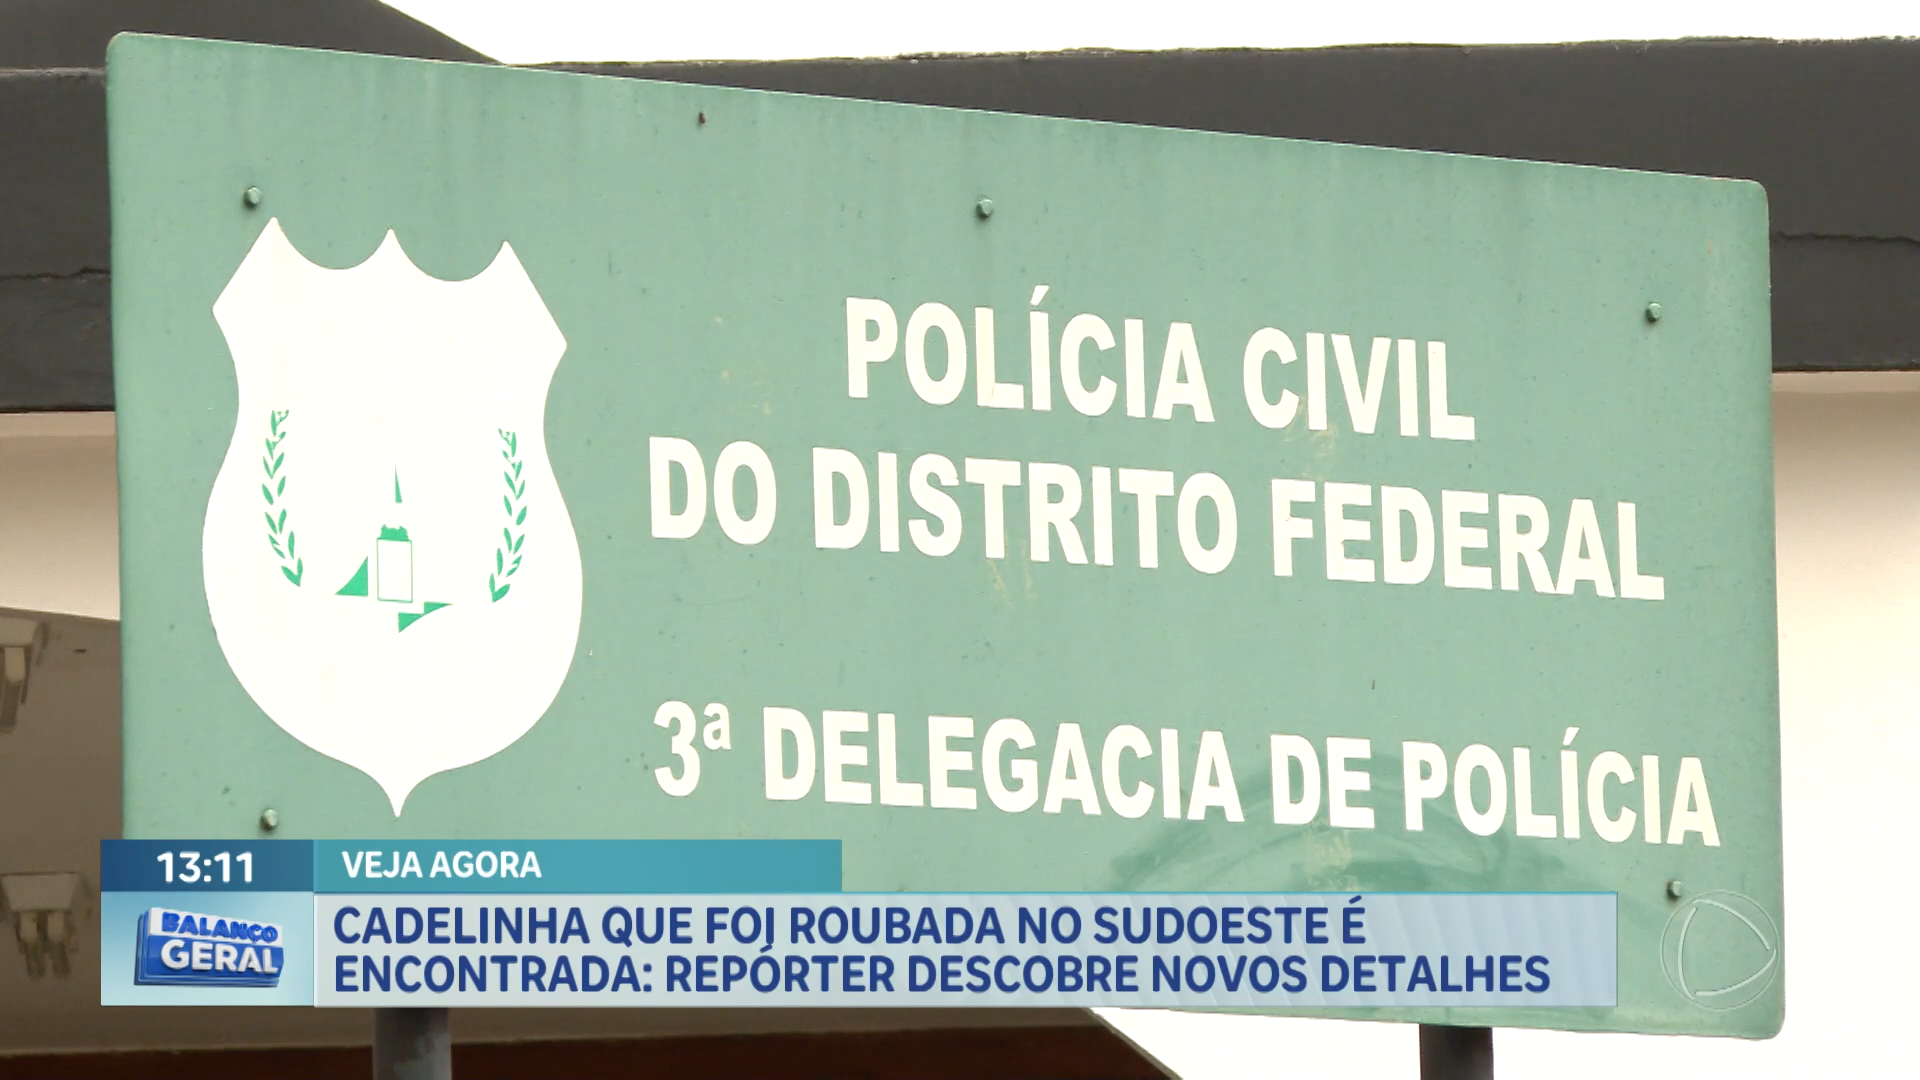 POLÍCIA CIVIL
DO DISTRITO FEDERAL
3ª DELEGACIA DE POLÍCIA
13:11
VEJA AGORA
BALANÇO
GERAL
CADELINHA QUE FOI ROUBADA NO SUDOESTE É
ENCONTRADA: REPÓRTER DESCOBRE NOVOS DETALHES